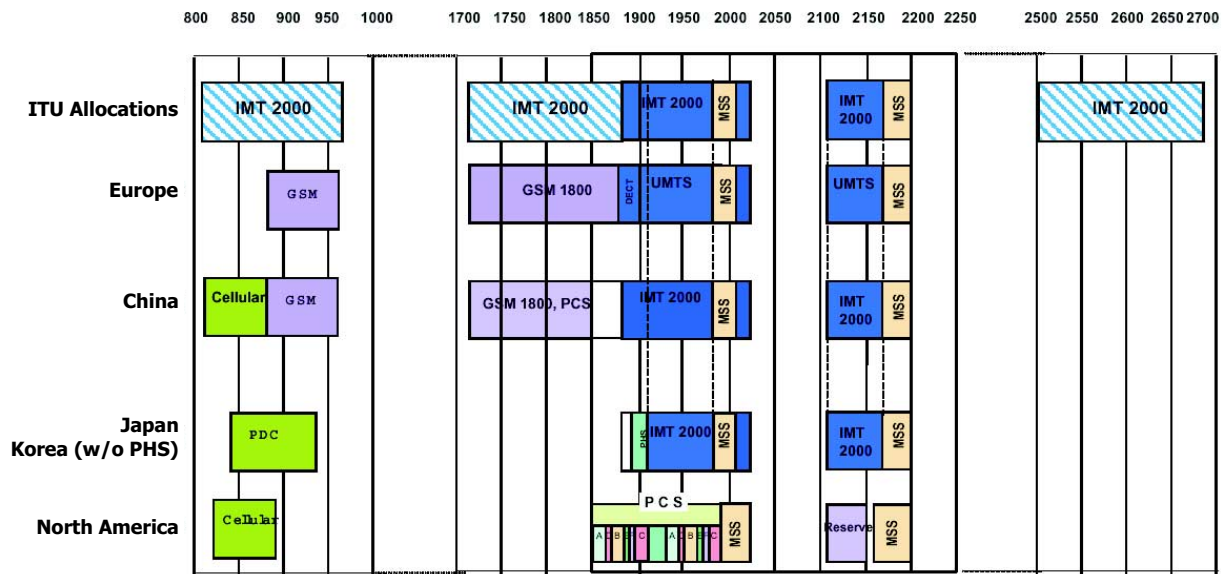 800 850 900 950 1000 1700 1750 1800 1850 1900 1950 2000 2050 2100 2150 2200 2250 2500 2550 2600 2650 2700
ITU Allocations IMT 2000 IMT 2000 IMT 2000 MSS IMT 2000 MSS IMT 2000
Europe GSM GSM 1800 DECT UMTS MSS UMTS MSS
China Cellular GSM GSM 1800, PCS IMT 2000 MSS IMT 2000 MSS
Japan
Korea (w/o PHS) PDC PHS IMT 2000 MSS IMT 2000 MSS
PCS
North America Cellular MSS Reserve MSS
A B C A B C